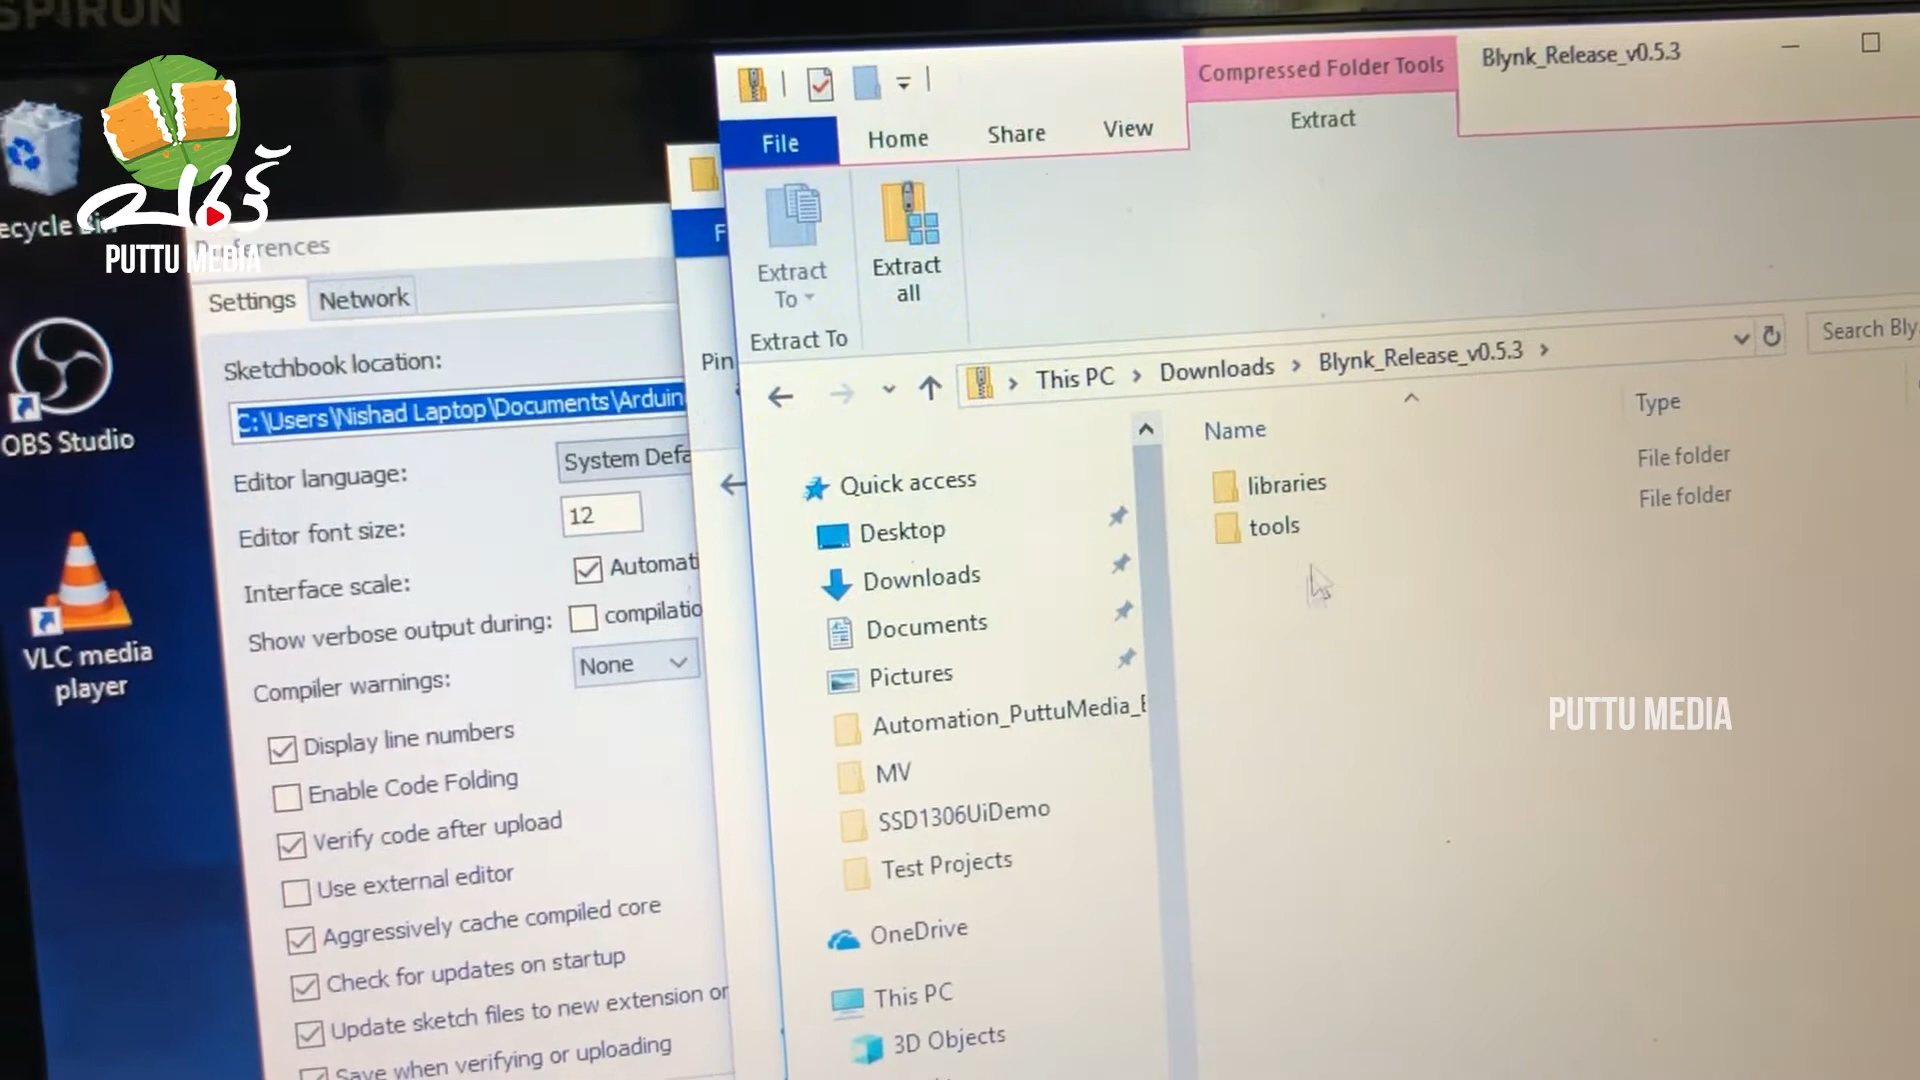 SPIRON
Compressed Folder Tools
Blynk_Release_v0.5.3
File
Home
Share
View
Extract
Extract
To
Extract
all
Extract To
പുട്ട്
PUTTU MEDIA
Settings
Network
Sketchbook location:
C:\Users\Nishad Laptop\Documents\Arduin
Editor language:
System Defa
Editor font size:
12
Interface scale:
Automati
Show verbose output during:
compilatio
Compiler warnings:
None
Display line numbers
Enable Code Folding
Verify code after upload
Use external editor
Aggressively cache compiled core
Check for updates on startup
Update sketch files to new extension or
Save when verifying or uploading
OBS Studio
VLC media
player
F
Pin
This PC
Downloads
Blynk_Release_v0.5.3
Search Bly
Name
Type
libraries
File folder
tools
File folder
Quick access
Desktop
Downloads
Documents
Pictures
Automation_PuttuMedia_E
MV
SSD1306UiDemo
Test Projects
OneDrive
This PC
3D Objects
PUTTU MEDIA